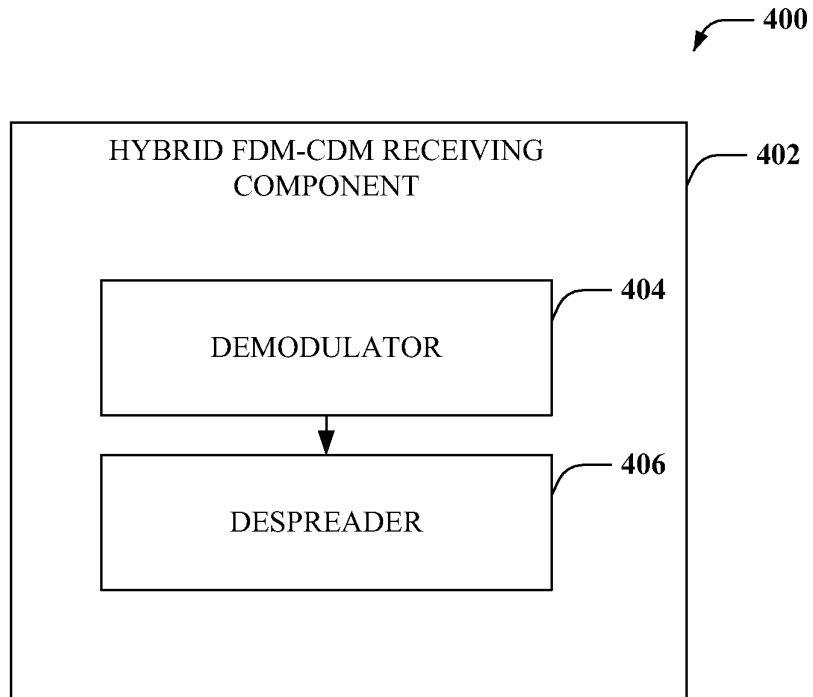 400
HYBRID FDM-CDM RECEIVING
COMPONENT
402
404
DEMODULATOR
406
DESPREADER